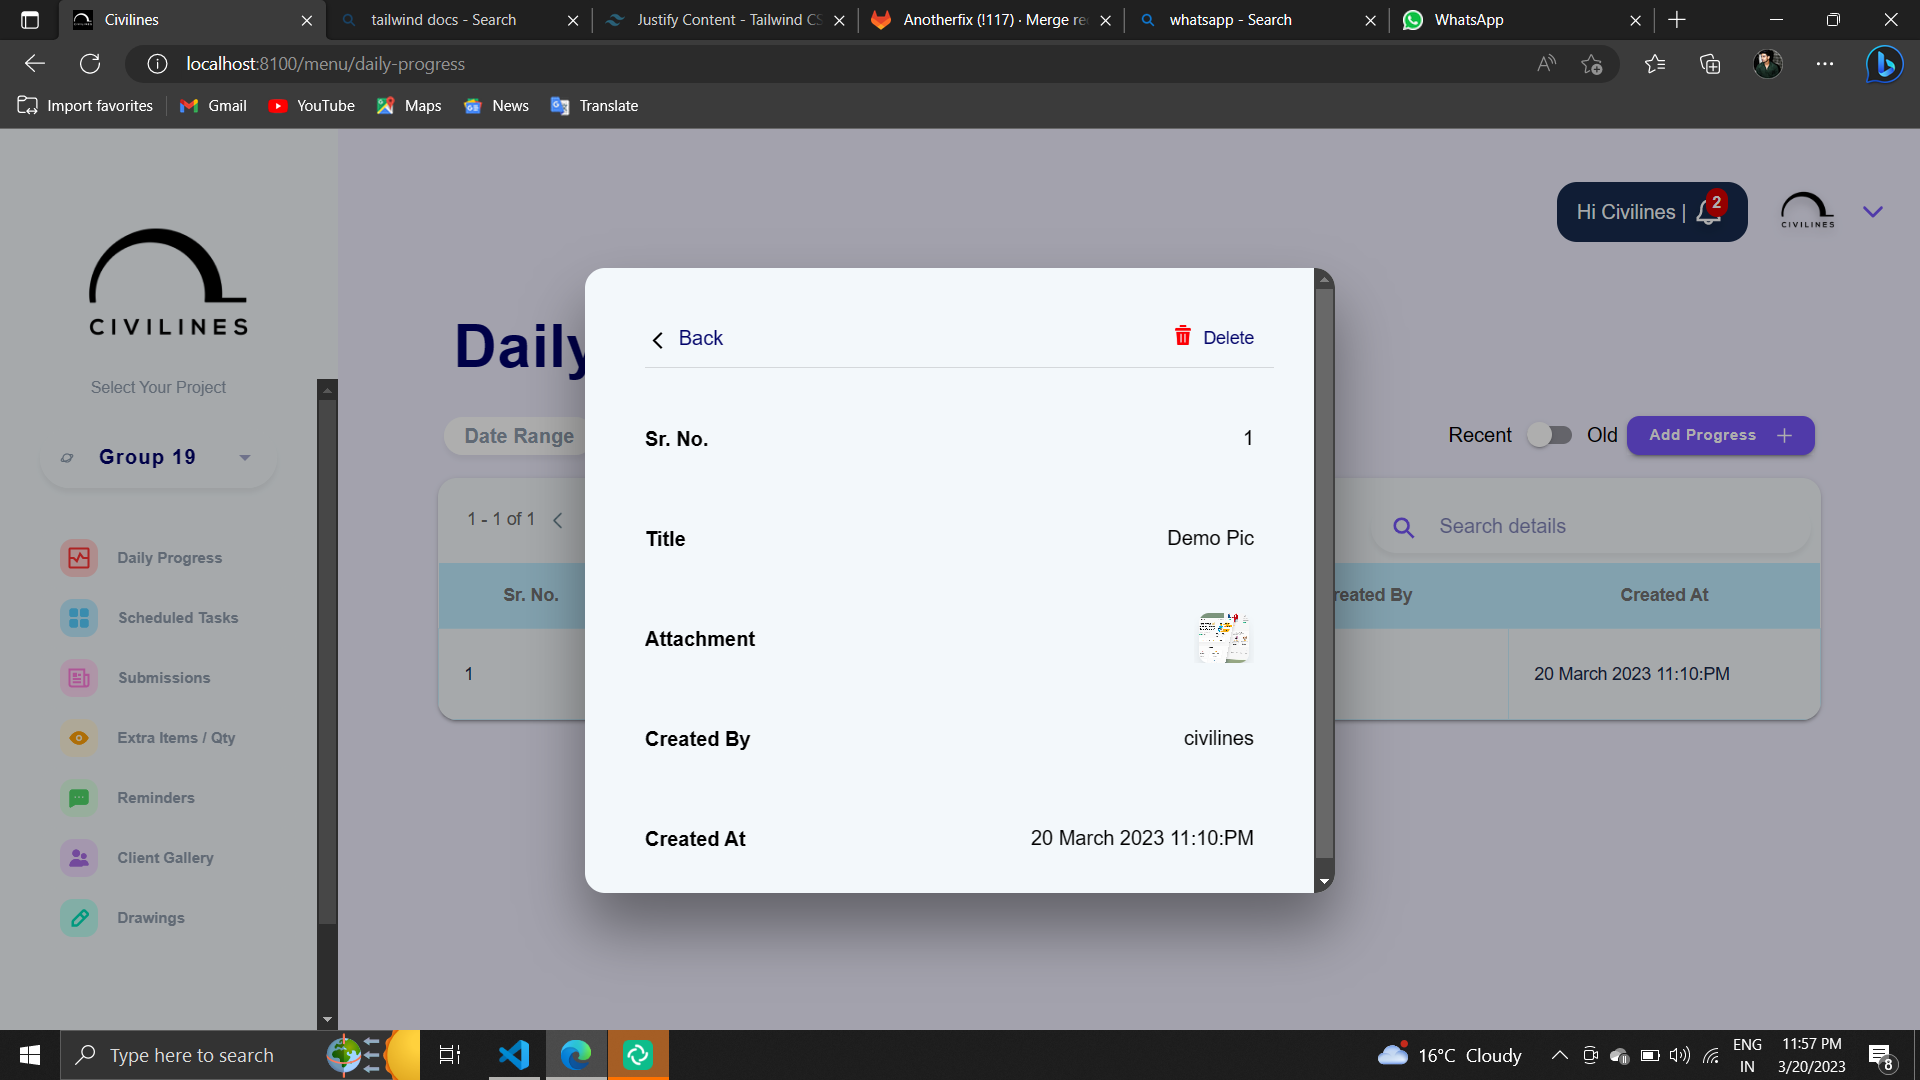 Civilines
tailwind docs - Search
Justify Content - Tailwind CS
Anotherfix (!117) · Merge re
whatsapp - Search
WhatsApp
localhost:8100/menu/daily-progress
Import favorites
Gmail
YouTube
Maps
News
Translate
CIVILINES
Select Your Project
Group 19
Daily Progress
Scheduled Tasks
Submissions
Extra Items / Qty
Reminders
Client Gallery
Drawings
Hi Civilines |
2
CIVILINES
Daily
Date Range
Recent
Old
Add Progress +
1 - 1 of 1
Search details
Sr. No.
reated By
Created At
1
20 March 2023 11:10:PM
Back
Delete
Sr. No.
1
Title
Demo Pic
Attachment
Created By
civilines
Created At
20 March 2023 11:10:PM
Type here to search
16°C Cloudy
ENG
IN
11:57 PM
3/20/2023
8